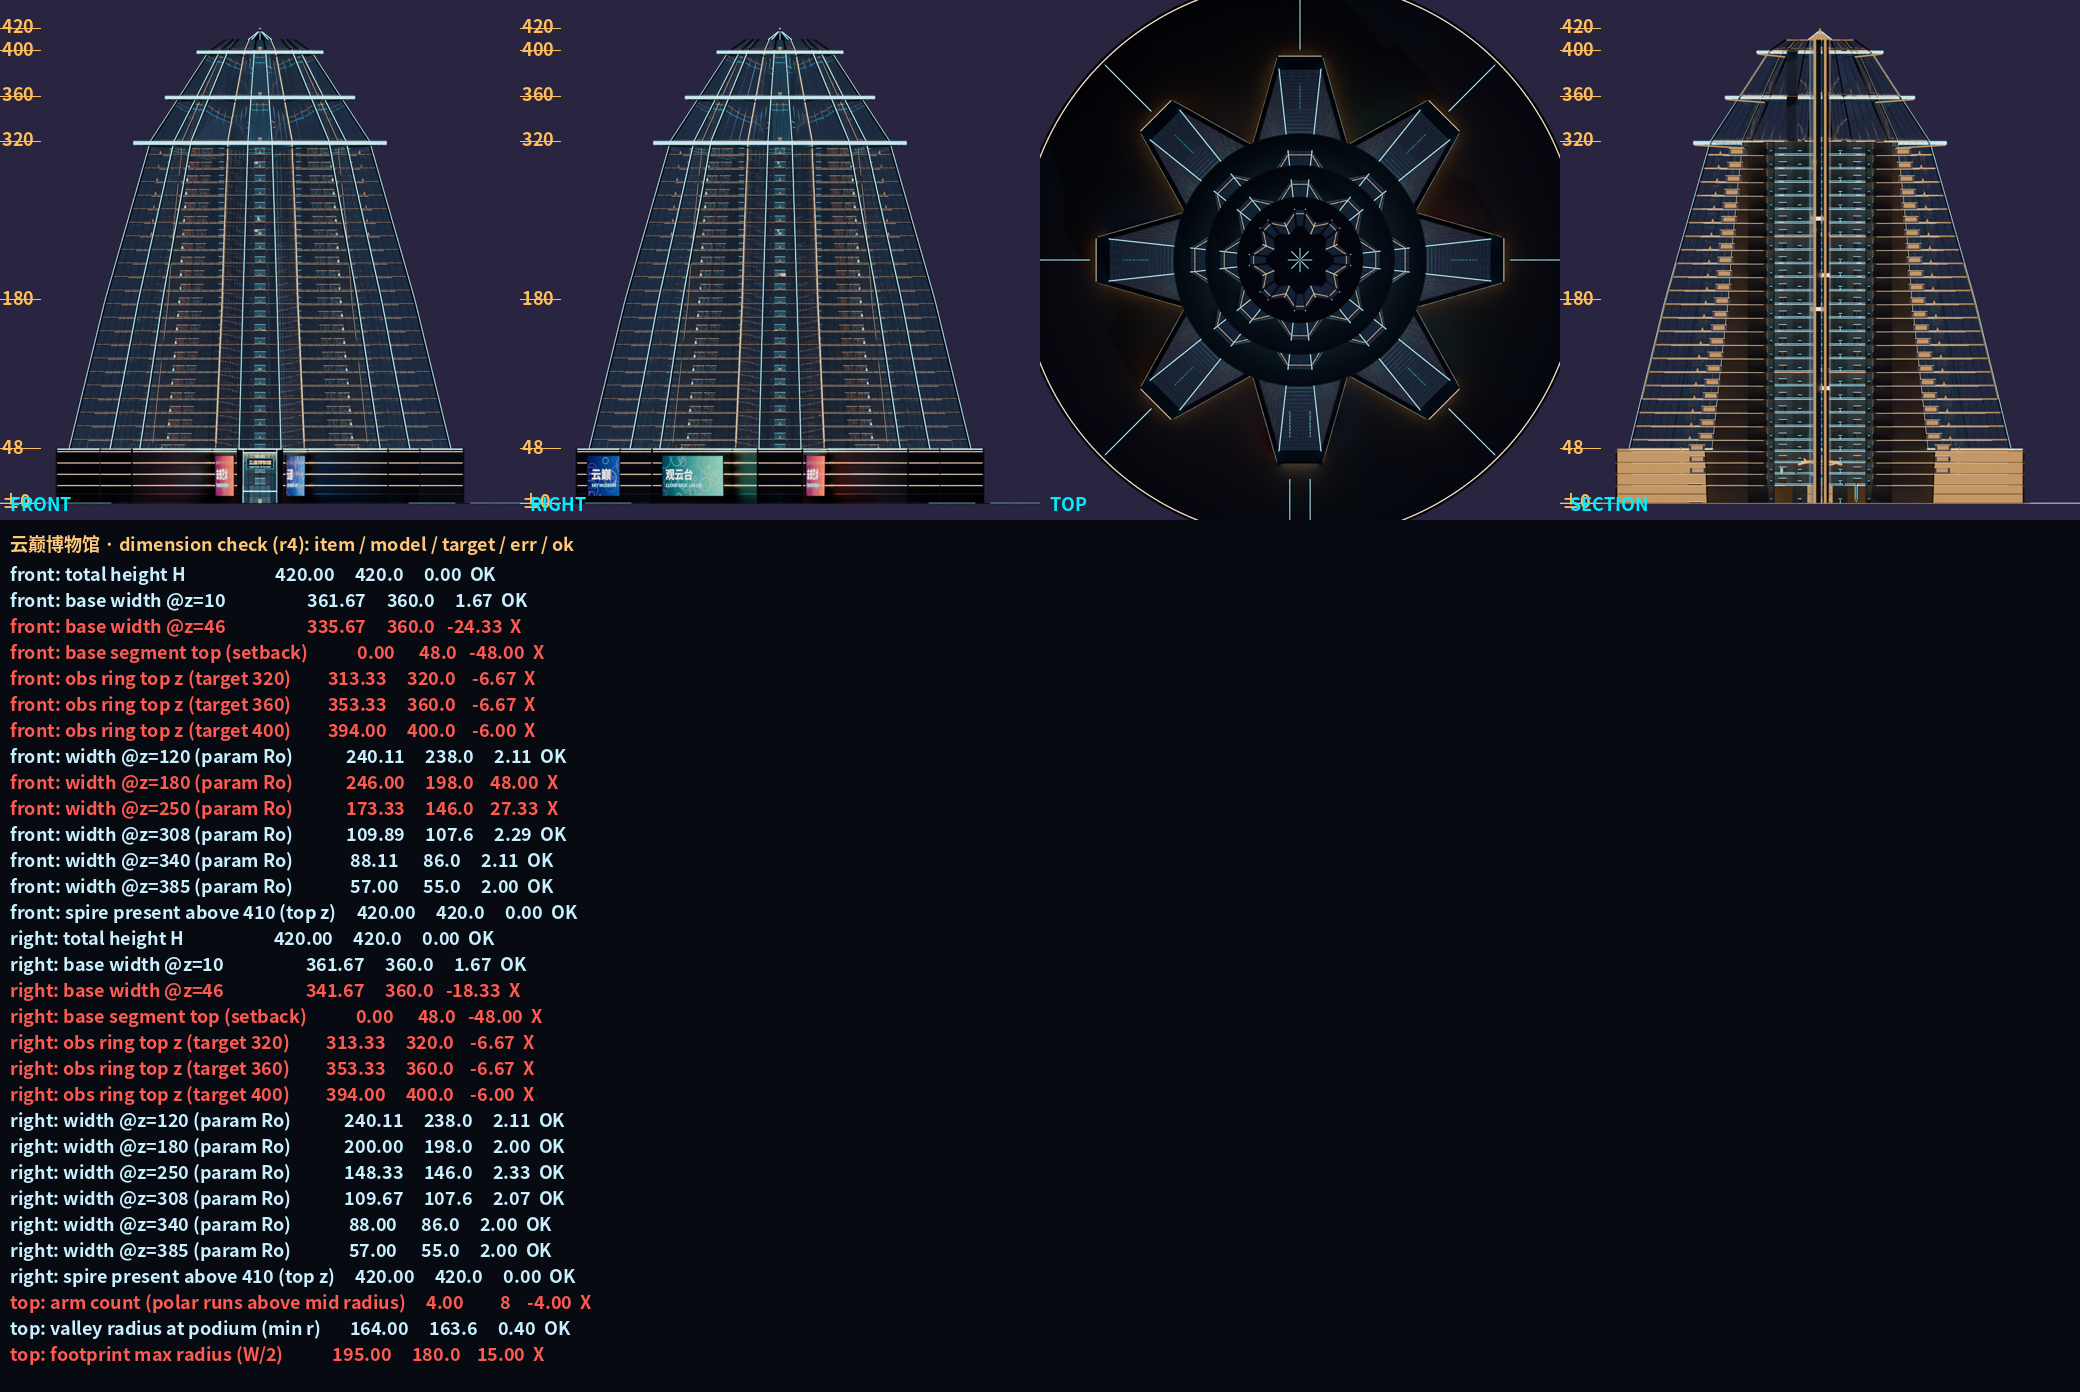 420
400
360
320
180
48
±0
FRONT
420
400
360
320
180
48
±0
云巅
SKY MUSEUM
观云台
RIGHT
TOP
420
400
360
320
180
48
±0
SECTION
云巅博物馆 · dimension check (r4): item / model / target / err / ok
front: total height H 420.00 420.0 0.00 OK
front: base width @z=10 361.67 360.0 1.67 OK
front: base width @z=46 335.67 360.0 -24.33 X
front: base segment top (setback) 0.00 48.0 -48.00 X
front: obs ring top z (target 320) 313.33 320.0 -6.67 X
front: obs ring top z (target 360) 353.33 360.0 -6.67 X
front: obs ring top z (target 400) 394.00 400.0 -6.00 X
front: width @z=120 (param Ro) 240.11 238.0 2.11 OK
front: width @z=180 (param Ro) 246.00 198.0 48.00 X
front: width @z=250 (param Ro) 173.33 146.0 27.33 X
front: width @z=308 (param Ro) 109.89 107.6 2.29 OK
front: width @z=340 (param Ro) 88.11 86.0 2.11 OK
front: width @z=385 (param Ro) 57.00 55.0 2.00 OK
front: spire present above 410 (top z) 420.00 420.0 0.00 OK
right: total height H 420.00 420.0 0.00 OK
right: base width @z=10 361.67 360.0 1.67 OK
right: base width @z=46 341.67 360.0 -18.33 X
right: base segment top (setback) 0.00 48.0 -48.00 X
right: obs ring top z (target 320) 313.33 320.0 -6.67 X
right: obs ring top z (target 360) 353.33 360.0 -6.67 X
right: obs ring top z (target 400) 394.00 400.0 -6.00 X
right: width @z=120 (param Ro) 240.11 238.0 2.11 OK
right: width @z=180 (param Ro) 200.00 198.0 2.00 OK
right: width @z=250 (param Ro) 148.33 146.0 2.33 OK
right: width @z=308 (param Ro) 109.67 107.6 2.07 OK
right: width @z=340 (param Ro) 88.00 86.0 2.00 OK
right: width @z=385 (param Ro) 57.00 55.0 2.00 OK
right: spire present above 410 (top z) 420.00 420.0 0.00 OK
top: arm count (polar runs above mid radius) 4.00 8 -4.00 X
top: valley radius at podium (min r) 164.00 163.6 0.40 OK
top: footprint max radius (W/2) 195.00 180.0 15.00 X